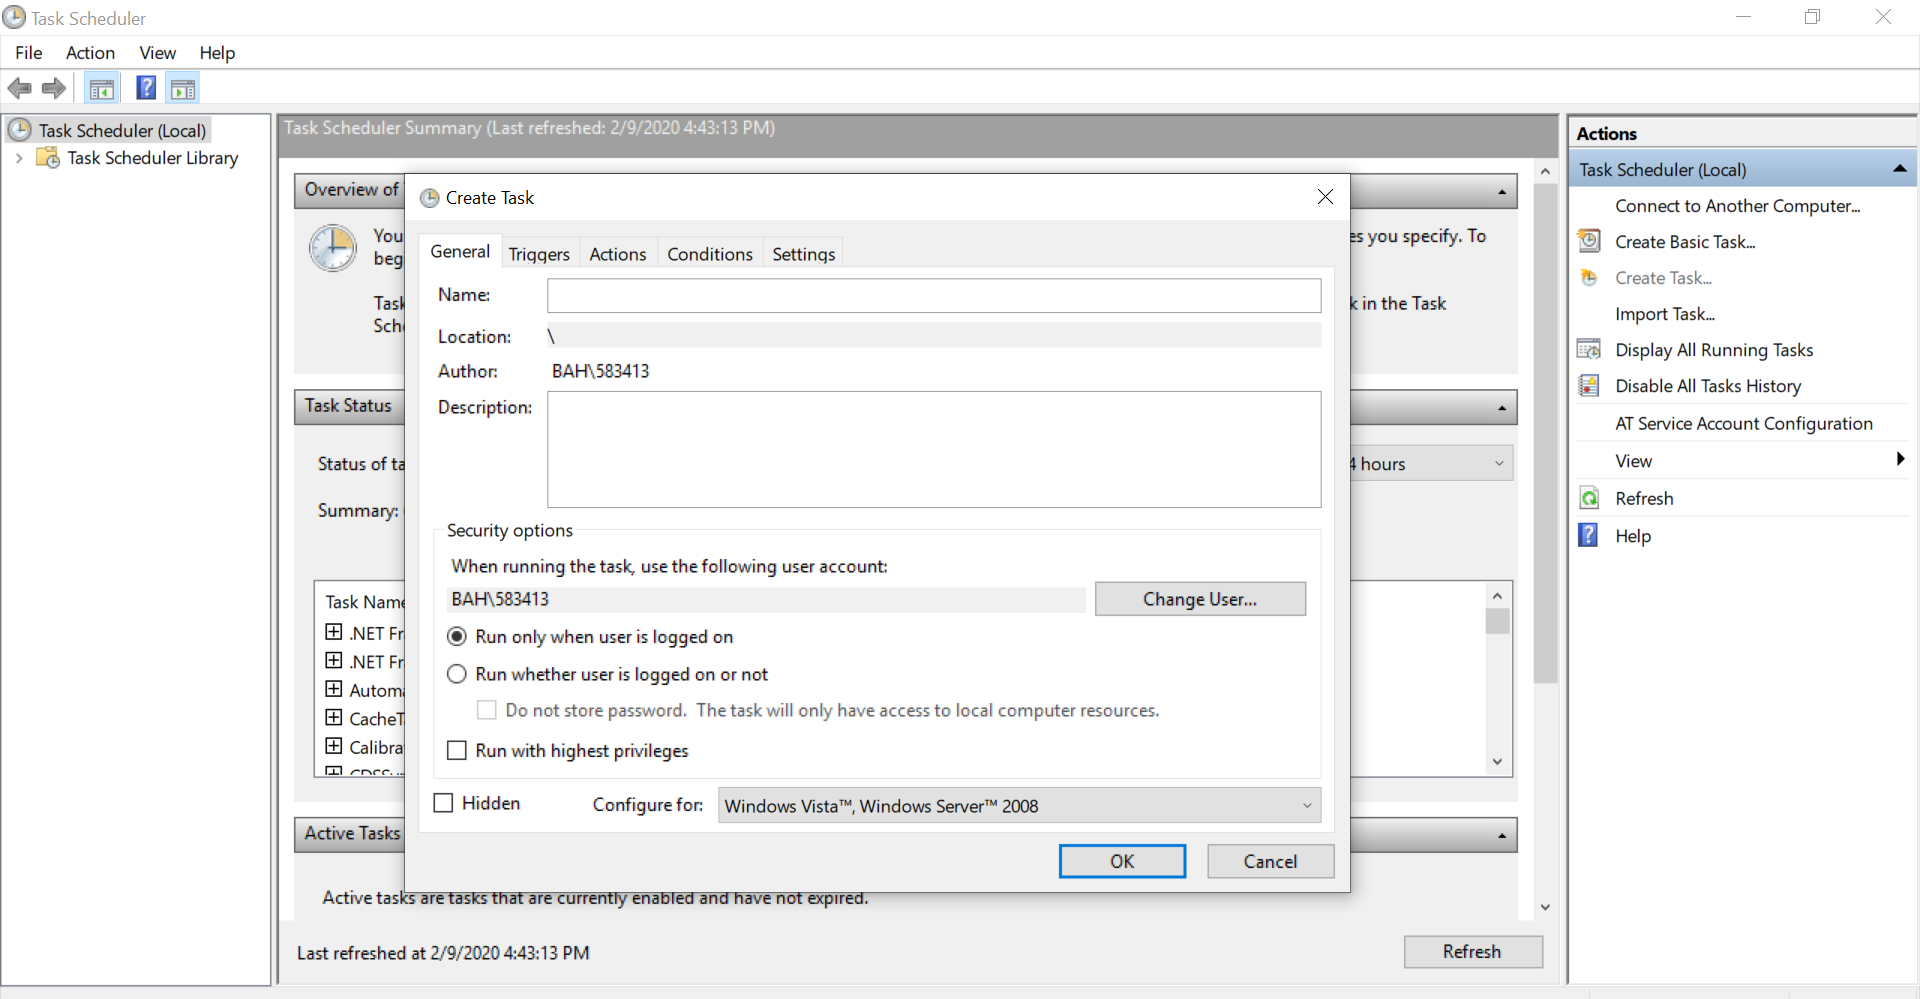 Task Scheduler
File Action View Help
Task Scheduler (Local)
Task Scheduler Library
Task Scheduler Summary (Last refreshed: 2/9/2020 4:43:13 PM)
Overview of
You
beg
es you specify. To
Task
k in the Task
Sch
Task Status
Status of ta
4 hours
Summary:
Task Name
.NET Fr
.NET Fr
Automa
CacheT
Calibra
Active Tasks
Active tasks are tasks that are currently enabled and have not expired.
Last refreshed at 2/9/2020 4:43:13 PM
Refresh
Create Task
General Triggers Actions Conditions Settings
Name:
Location: \
Author: BAH\583413
Description:
Security options
When running the task, use the following user account:
BAH\583413
Change User...
Run only when user is logged on
Run whether user is logged on or not
Do not store password. The task will only have access to local computer resources.
Run with highest privileges
Hidden
Configure for: Windows Vista™, Windows Server™ 2008
OK
Cancel
Actions
Task Scheduler (Local)
Connect to Another Computer...
Create Basic Task...
Create Task...
Import Task...
Display All Running Tasks
Disable All Tasks History
AT Service Account Configuration
View
Refresh
Help